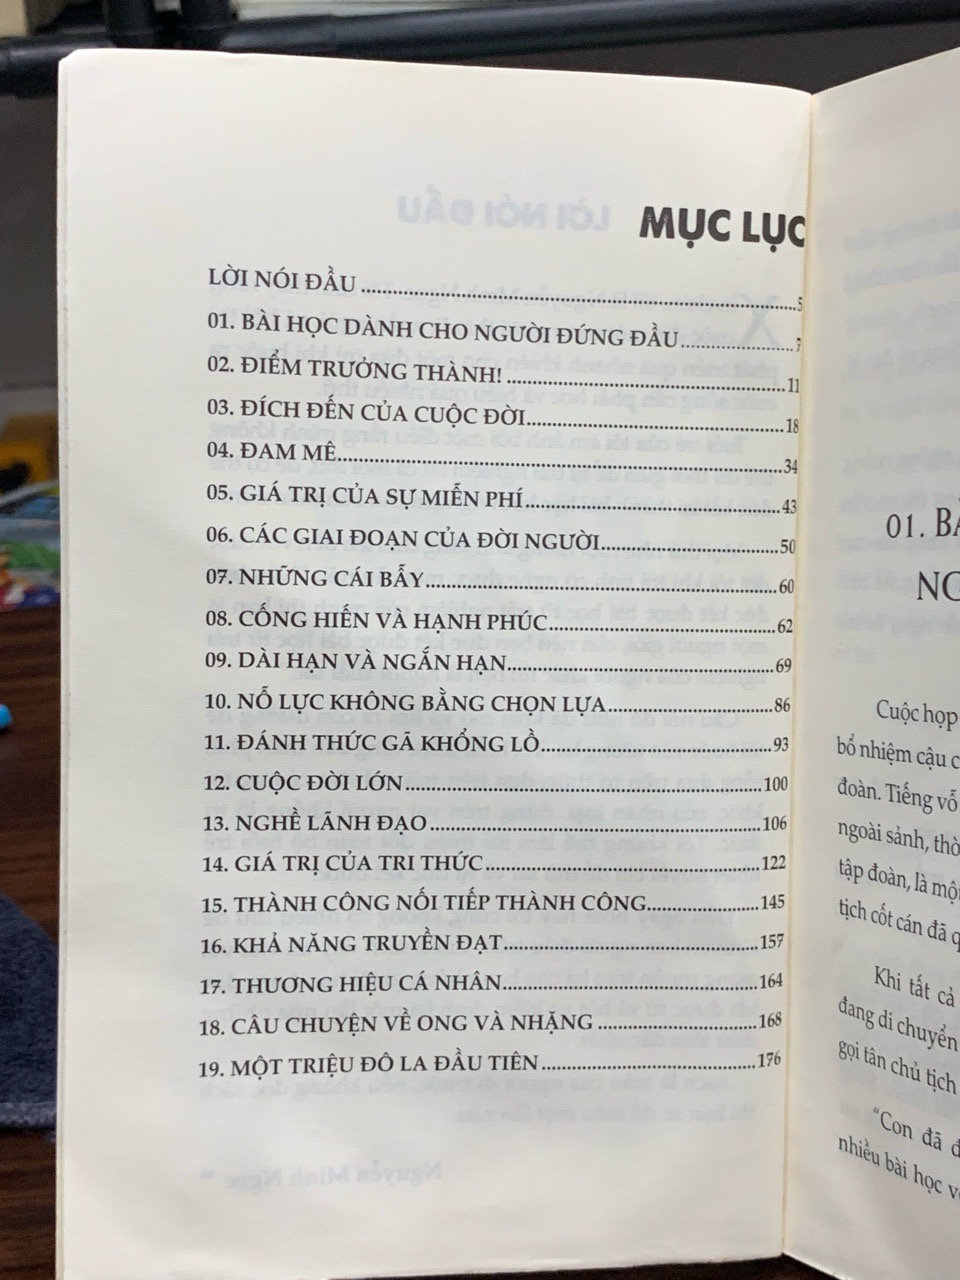 MỤC LỤC
LỜI NÓI ĐẦU........................5
01. BÀI HỌC DÀNH CHO NGƯỜI ĐỨNG ĐẦU........................7
02. ĐIỂM TRƯỞNG THÀNH!........................11
03. ĐÍCH ĐẾN CỦA CUỘC ĐỜI........................18
04. ĐAM MÊ........................34
05. GIÁ TRỊ CỦA SỰ MIỄN PHÍ........................43
06. CÁC GIAI ĐOẠN CỦA ĐỜI NGƯỜI........................50
07. NHỮNG CÁI BẪY........................60
08. CỐNG HIẾN VÀ HẠNH PHÚC........................62
09. DÀI HẠN VÀ NGẮN HẠN........................69
10. NỖ LỰC KHÔNG BẰNG CHỌN LỰA........................86
11. ĐÁNH THỨC GÃ KHỔNG LỒ........................93
12. CUỘC ĐỜI LỚN........................100
13. NGHỀ LÃNH ĐẠO........................106
14. GIÁ TRỊ CỦA TRI THỨC........................122
15. THÀNH CÔNG NỐI TIẾP THÀNH CÔNG........................145
16. KHẢ NĂNG TRUYỀN ĐẠT........................157
17. THƯƠNG HIỆU CÁ NHÂN........................164
18. CÂU CHUYỆN VỀ ONG VÀ NHẶNG........................168
19. MỘT TRIỆU ĐÔ LA ĐẦU TIÊN........................176
01.
Cuộc họp
bổ nhiệm cậu
đoàn. Tiếng vỗ
ngoài sảnh,
tập đoàn, là
tịch cốt cán đã
Khi tất cả
đang di chuyển
gọi tân chủ tịch
"Con đã
nhiều bài học